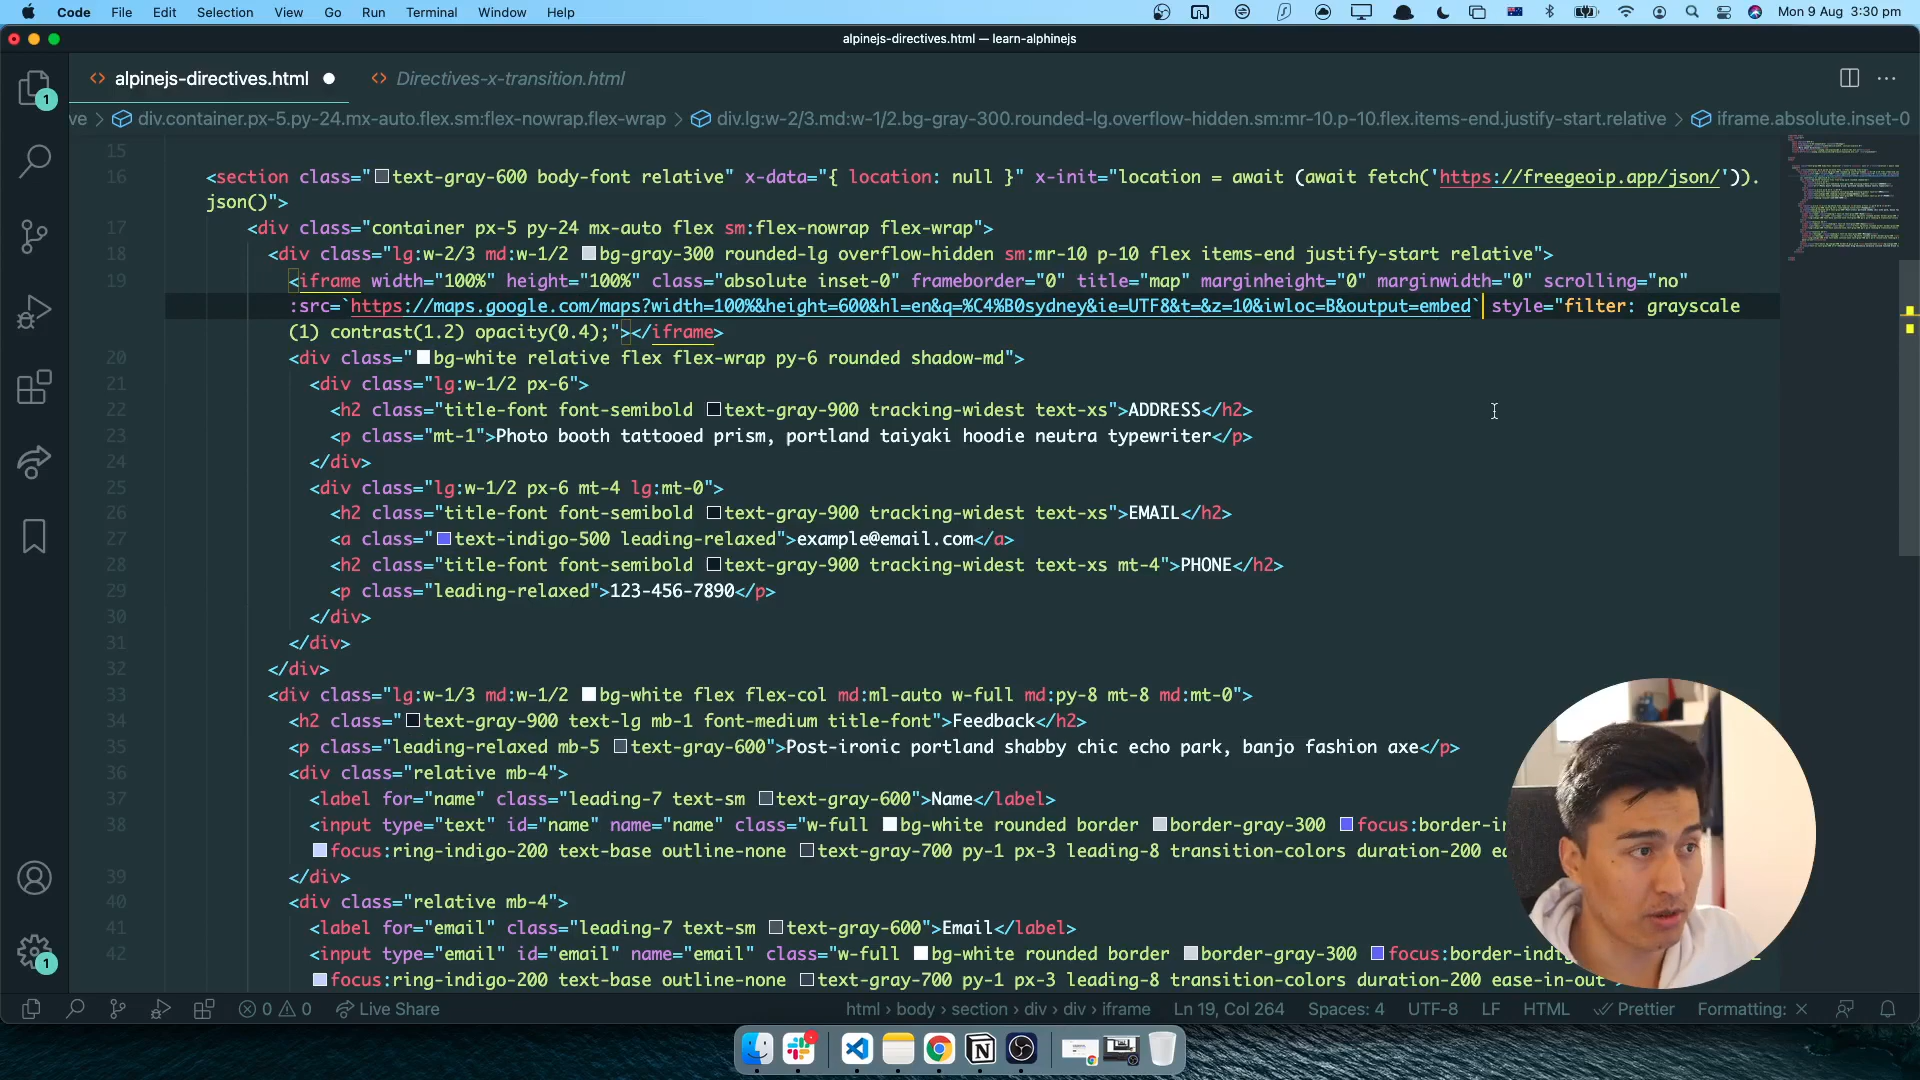 Code File Edit Selection View Go Run Terminal Window Help Mon 9 Aug 3:30 pm
alpinejs-directives.html — learn-alphinejs
1 <> alpinejs-directives.html <> Directives-x-transition.html
ve > div.container.px-5.py-24.mx-auto.flex.sm:flex-nowrap.flex-wrap > div.lg:w-2/3.md:w-1/2.bg-gray-300.rounded-lg.overflow-hidden.sm:mr-10.p-10.flex.items-end.justify-start.relative > iframe.absolute.inset-0
15
16 <section class="text-gray-600 body-font relative" x-data="{ location: null }" x-init="location = await (await fetch('https://freegeoip.app/json/')).
json()">
17 <div class="container px-5 py-24 mx-auto flex sm:flex-nowrap flex-wrap">
18 <div class="lg:w-2/3 md:w-1/2 bg-gray-300 rounded-lg overflow-hidden sm:mr-10 p-10 flex items-end justify-start relative">
19 <iframe width="100%" height="100%" class="absolute inset-0" frameborder="0" title="map" marginheight="0" marginwidth="0" scrolling="no"
:src=`https://maps.google.com/maps?width=100%&height=600&hl=en&q=%C4%B0sydney&ie=UTF8&t=&z=10&iwloc=B&output=embed` style="filter: grayscale
(1) contrast(1.2) opacity(0.4);"></iframe>
20 <div class="bg-white relative flex flex-wrap py-6 rounded shadow-md">
21 <div class="lg:w-1/2 px-6">
22 <h2 class="title-font font-semibold text-gray-900 tracking-widest text-xs">ADDRESS</h2>
23 <p class="mt-1">Photo booth tattooed prism, portland taiyaki hoodie neutra typewriter</p>
24 </div>
25 <div class="lg:w-1/2 px-6 mt-4 lg:mt-0">
26 <h2 class="title-font font-semibold text-gray-900 tracking-widest text-xs">EMAIL</h2>
27 <a class="text-indigo-500 leading-relaxed">example@email.com</a>
28 <h2 class="title-font font-semibold text-gray-900 tracking-widest text-xs mt-4">PHONE</h2>
29 <p class="leading-relaxed">123-456-7890</p>
30 </div>
31 </div>
32 </div>
33 <div class="lg:w-1/3 md:w-1/2 bg-white flex flex-col md:ml-auto w-full md:py-8 mt-8 md:mt-0">
34 <h2 class="text-gray-900 text-lg mb-1 font-medium title-font">Feedback</h2>
35 <p class="leading-relaxed mb-5 text-gray-600">Post-ironic portland shabby chic echo park, banjo fashion axe</p>
36 <div class="relative mb-4">
37 <label for="name" class="leading-7 text-sm text-gray-600">Name</label>
38 <input type="text" id="name" name="name" class="w-full bg-white rounded border border-gray-300 focus:border-in
focus:ring-indigo-200 text-base outline-none text-gray-700 py-1 px-3 leading-8 transition-colors duration-200 eas
39 </div>
40 <div class="relative mb-4">
41 <label for="email" class="leading-7 text-sm text-gray-600">Email</label>
42 <input type="email" id="email" name="email" class="w-full bg-white rounded border border-gray-300 focus:border-indig
focus:ring-indigo-200 text-base outline-none text-gray-700 py-1 px-3 leading-8 transition-colors duration-200 ease-in-out">
1 0 0 Live Share html > body > section > div > div > iframe Ln 19, Col 264 Spaces: 4 UTF-8 LF HTML Prettier Formatting: ×